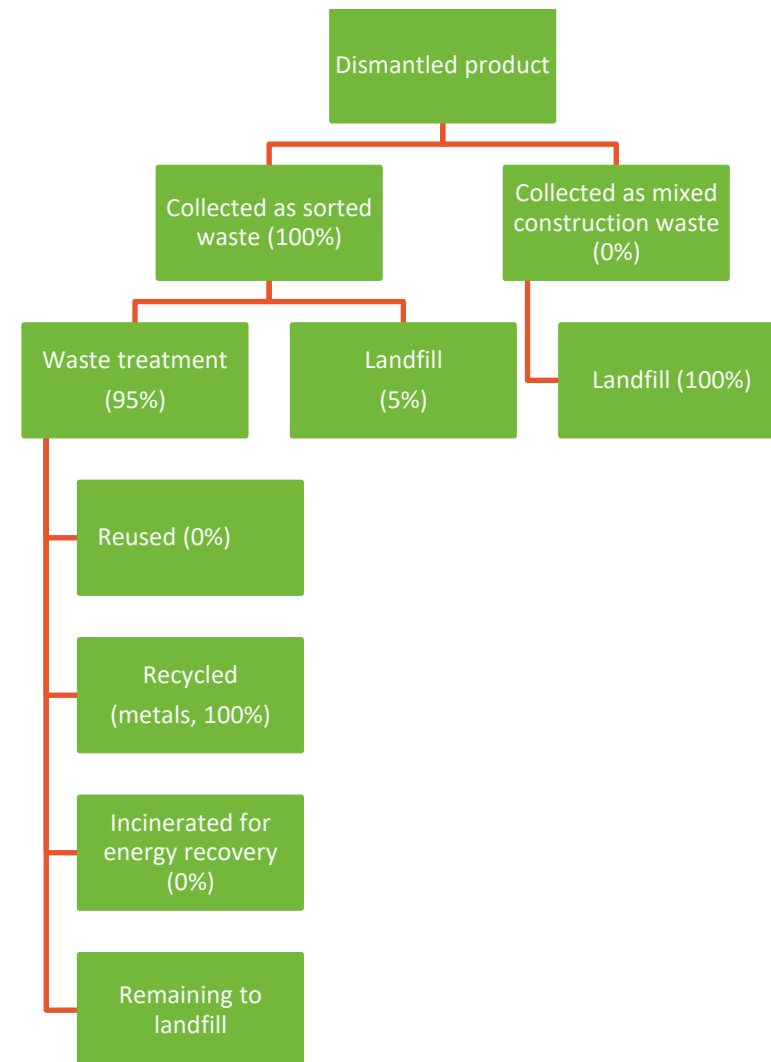 Dismantled product
Collected as sorted
waste (100%)
Collected as mixed
construction waste
(0%)
Waste treatment
(95%)
Landfill
(5%)
Landfill (100%)
Reused (0%)
Recycled
(metals, 100%)
Incinerated for
energy recovery
(0%)
Remaining to
landfill